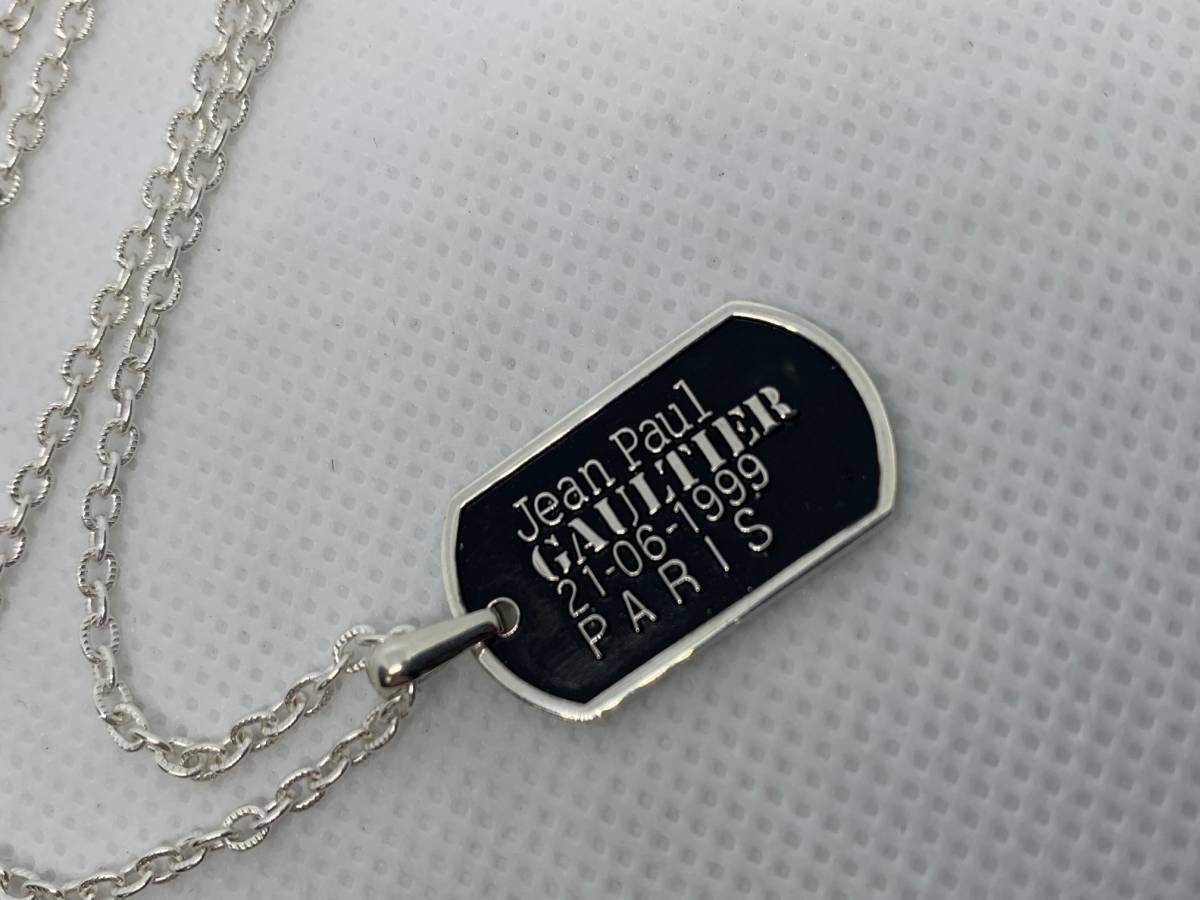 Jean Paul
GAULTIER
21-06-1999
PARIS